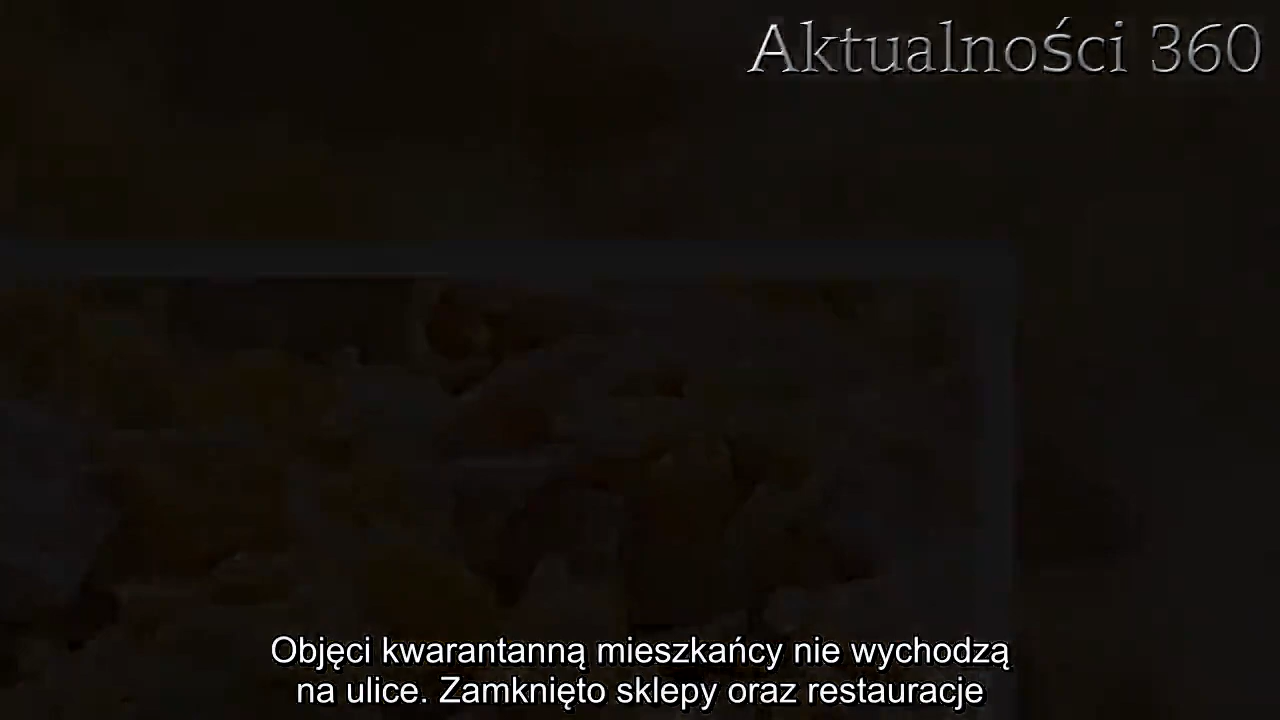 Aktualności 360
Objęci kwarantanną mieszkańcy nie wychodzą
na ulice. Zamknięto sklepy oraz restauracje